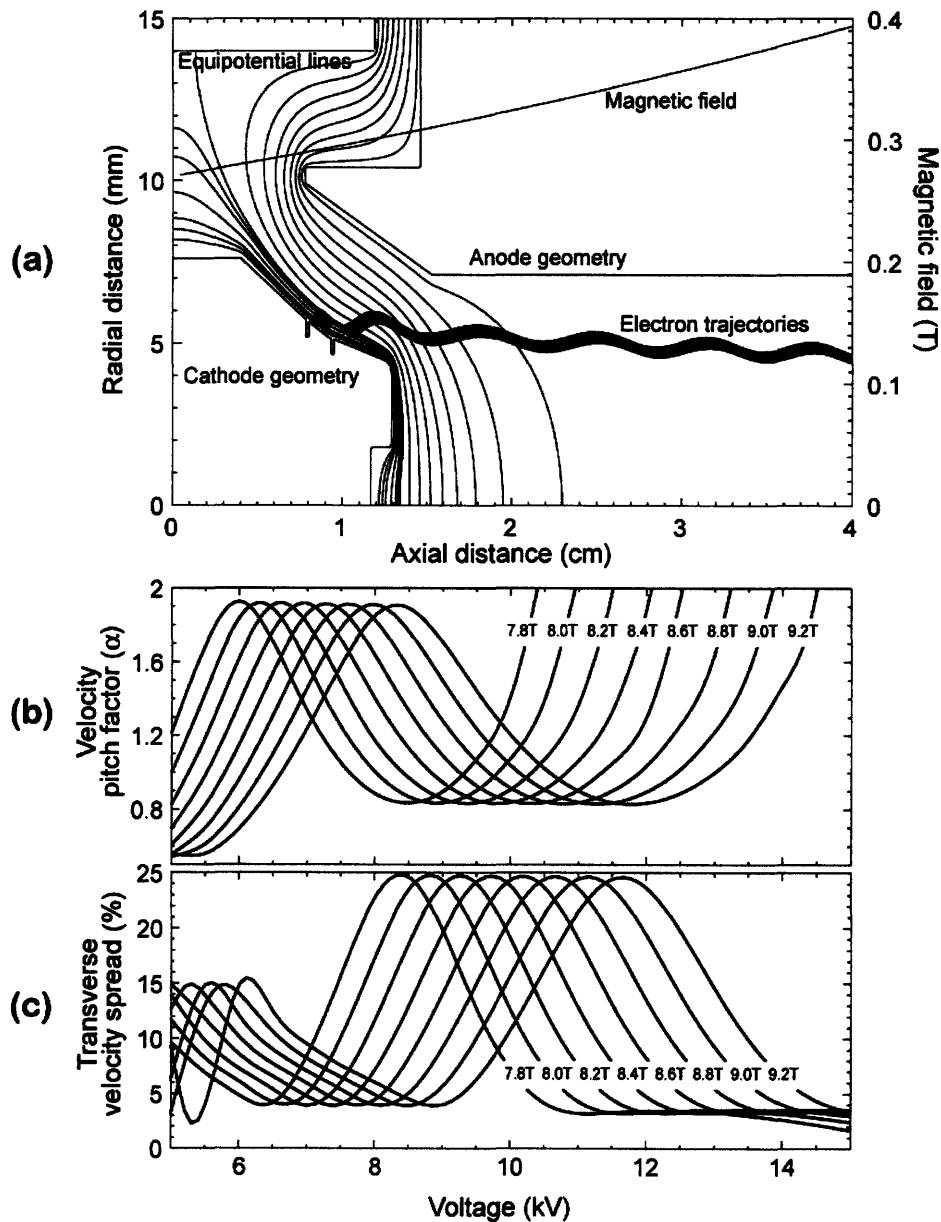 (a)
15
10
5
0
Radial distance (mm)
Equipotential lines
Magnetic field
Anode geometry
Electron trajectories
Cathode geometry
0.4
0.3
0.2
0.1
0
Magnetic field (T)
0 1 2 3 4
Axial distance (cm)
(b)
2
1.6
1.2
0.8
Velocity
pitch factor (α)
7.8T 8.0T 8.2T 8.4T 8.6T 8.8T 9.0T 9.2T
(c)
25
20
15
10
5
0
Transverse
velocity spread (%)
7.8T 8.0T 8.2T 8.4T 8.6T 8.8T 9.0T 9.2T
6 8 10 12 14
Voltage (kV)